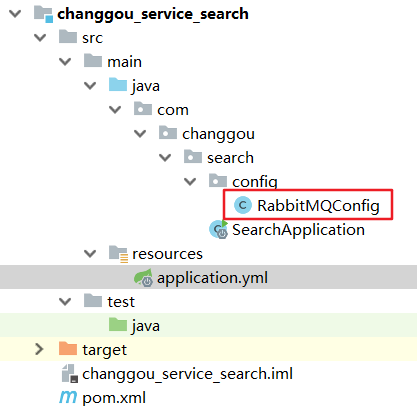 changgou_service_search
src
main
java
com
changgou
search
config
RabbitMQConfig
SearchApplication
resources
application.yml
test
java
target
changgou_service_search.iml
pom.xml